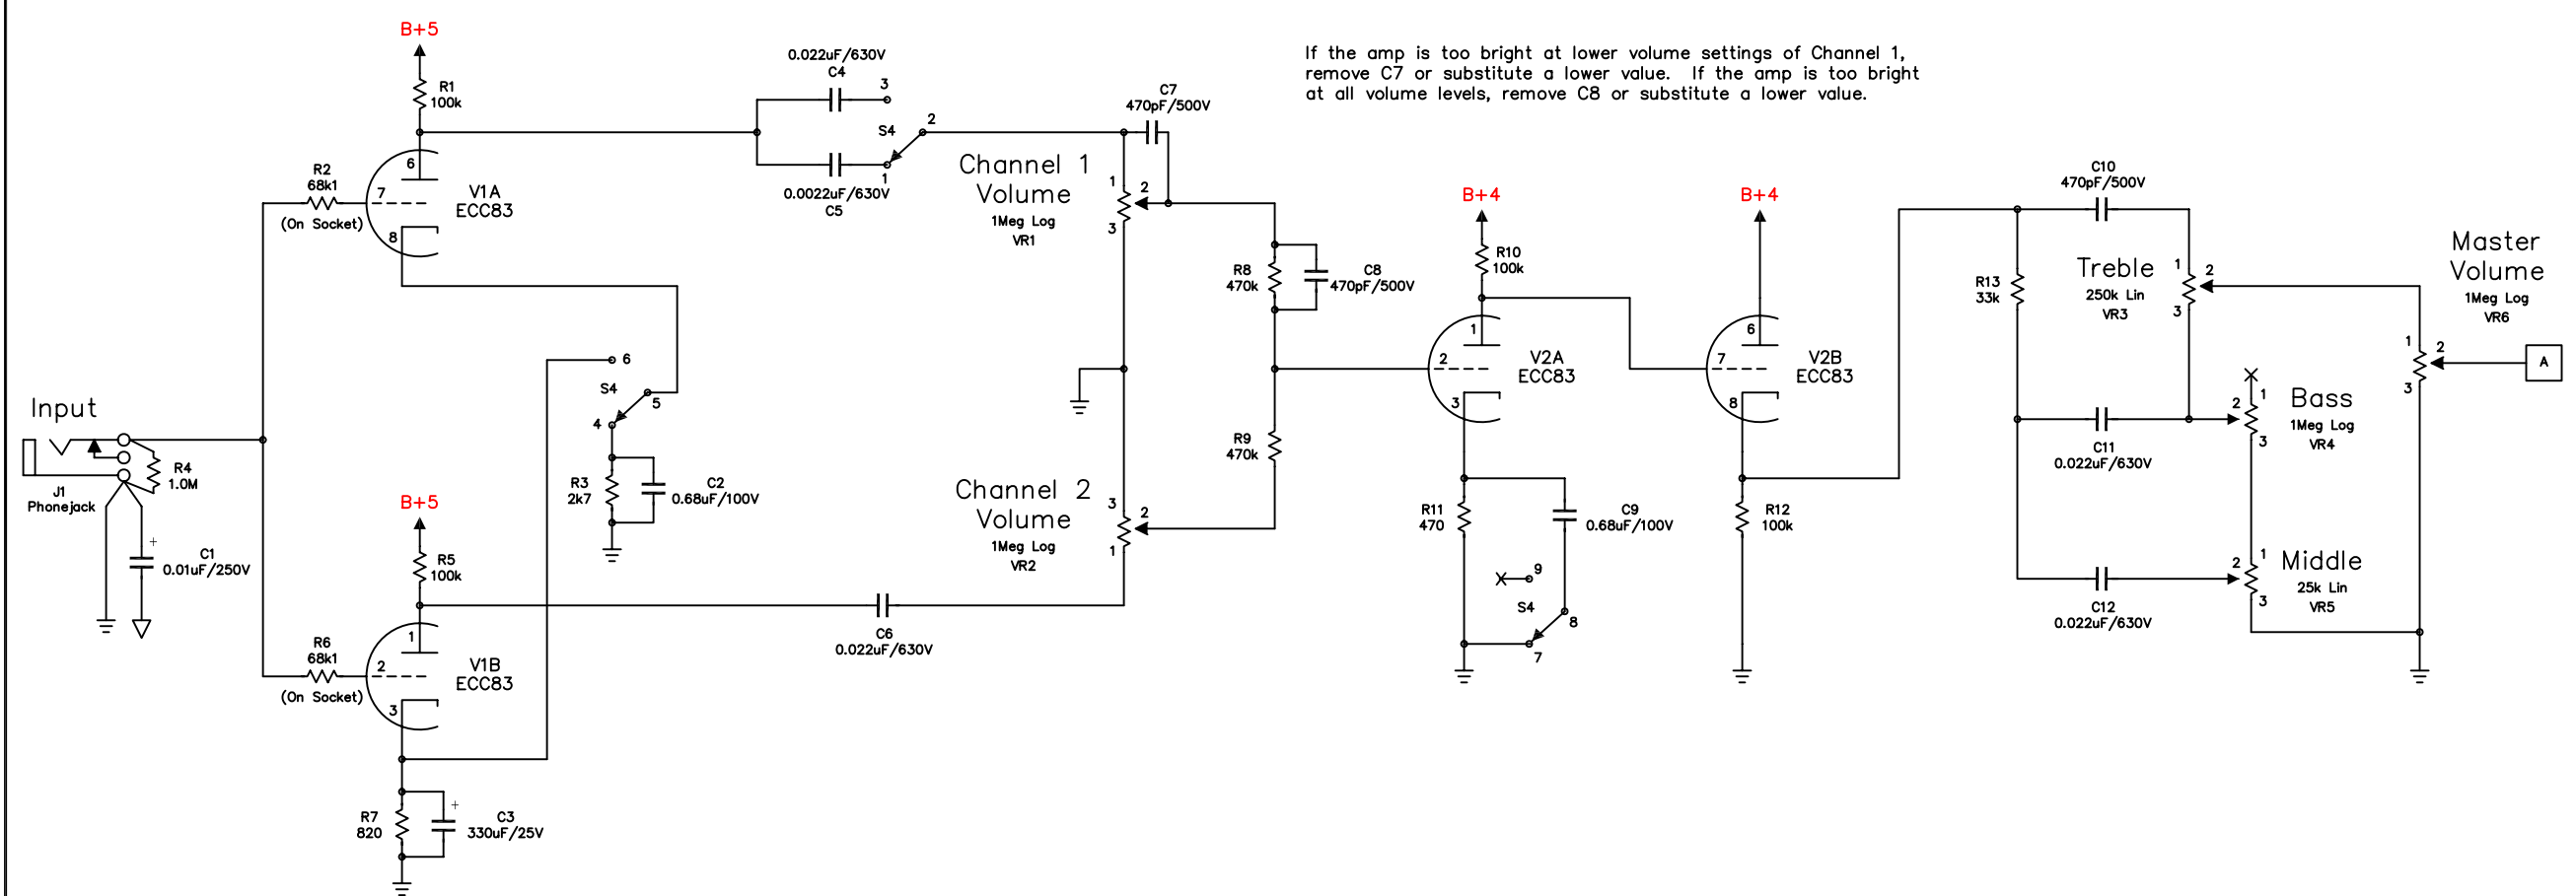 If the amp is too bright at lower volume settings of Channel 1,
remove C7 or substitute a lower value.  If the amp is too bright
at all volume levels, remove C8 or substitute a lower value.
B+5
R1
100k
R2
68k1
(On Socket)
6
7
8
V1A
ECC83
0.022uF/630V
C4
3
S4
2
1
0.0022uF/630V
C5
C7
470pF/500V
Channel 1
Volume
1Meg Log
VR1
1
2
3
R8
470k
C8
470pF/500V
R9
470k
6
S4
5
4
R3
2k7
C2
0.68uF/100V
Input
J1
Phonejack
R4
1.0M
+
C1
0.01uF/250V
B+5
R5
100k
R6
68k1
(On Socket)
1
2
3
V1B
ECC83
R7
820
+
C3
330uF/25V
C6
0.022uF/630V
Channel 2
Volume
1Meg Log
VR2
3
2
1
B+4
R10
100k
1
2
3
V2A
ECC83
R11
470
C9
0.68uF/100V
9
S4
8
7
B+4
6
7
8
V2B
ECC83
R12
100k
C10
470pF/500V
R13
33k
Treble
250k Lin
VR3
1
2
3
C11
0.022uF/630V
Bass
1Meg Log
VR4
1
2
3
C12
0.022uF/630V
Middle
25k Lin
VR5
1
2
3
Master
Volume
1Meg Log
VR6
1
2
3
A